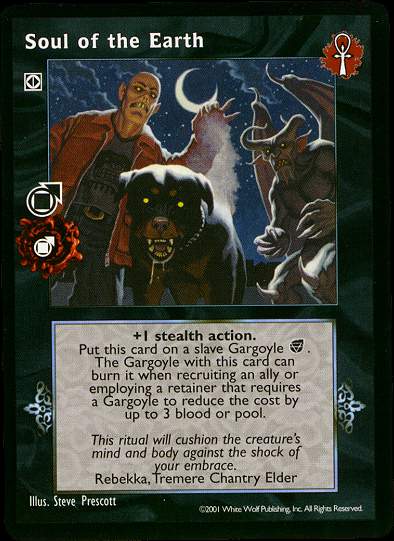 Soul of the Earth
+1 stealth action.
Put this card on a slave Gargoyle .
The Gargoyle with this card can
burn it when recruiting an ally or
employing a retainer that requires
a Gargoyle to reduce the cost by
up to 3 blood or pool.
This ritual will cushion the creature's
mind and body against the shock of
your embrace.
Rebekka, Tremere Chantry Elder
Illus. Steve Prescott
©2001 White Wolf Publishing, Inc. All Rights Reserved.